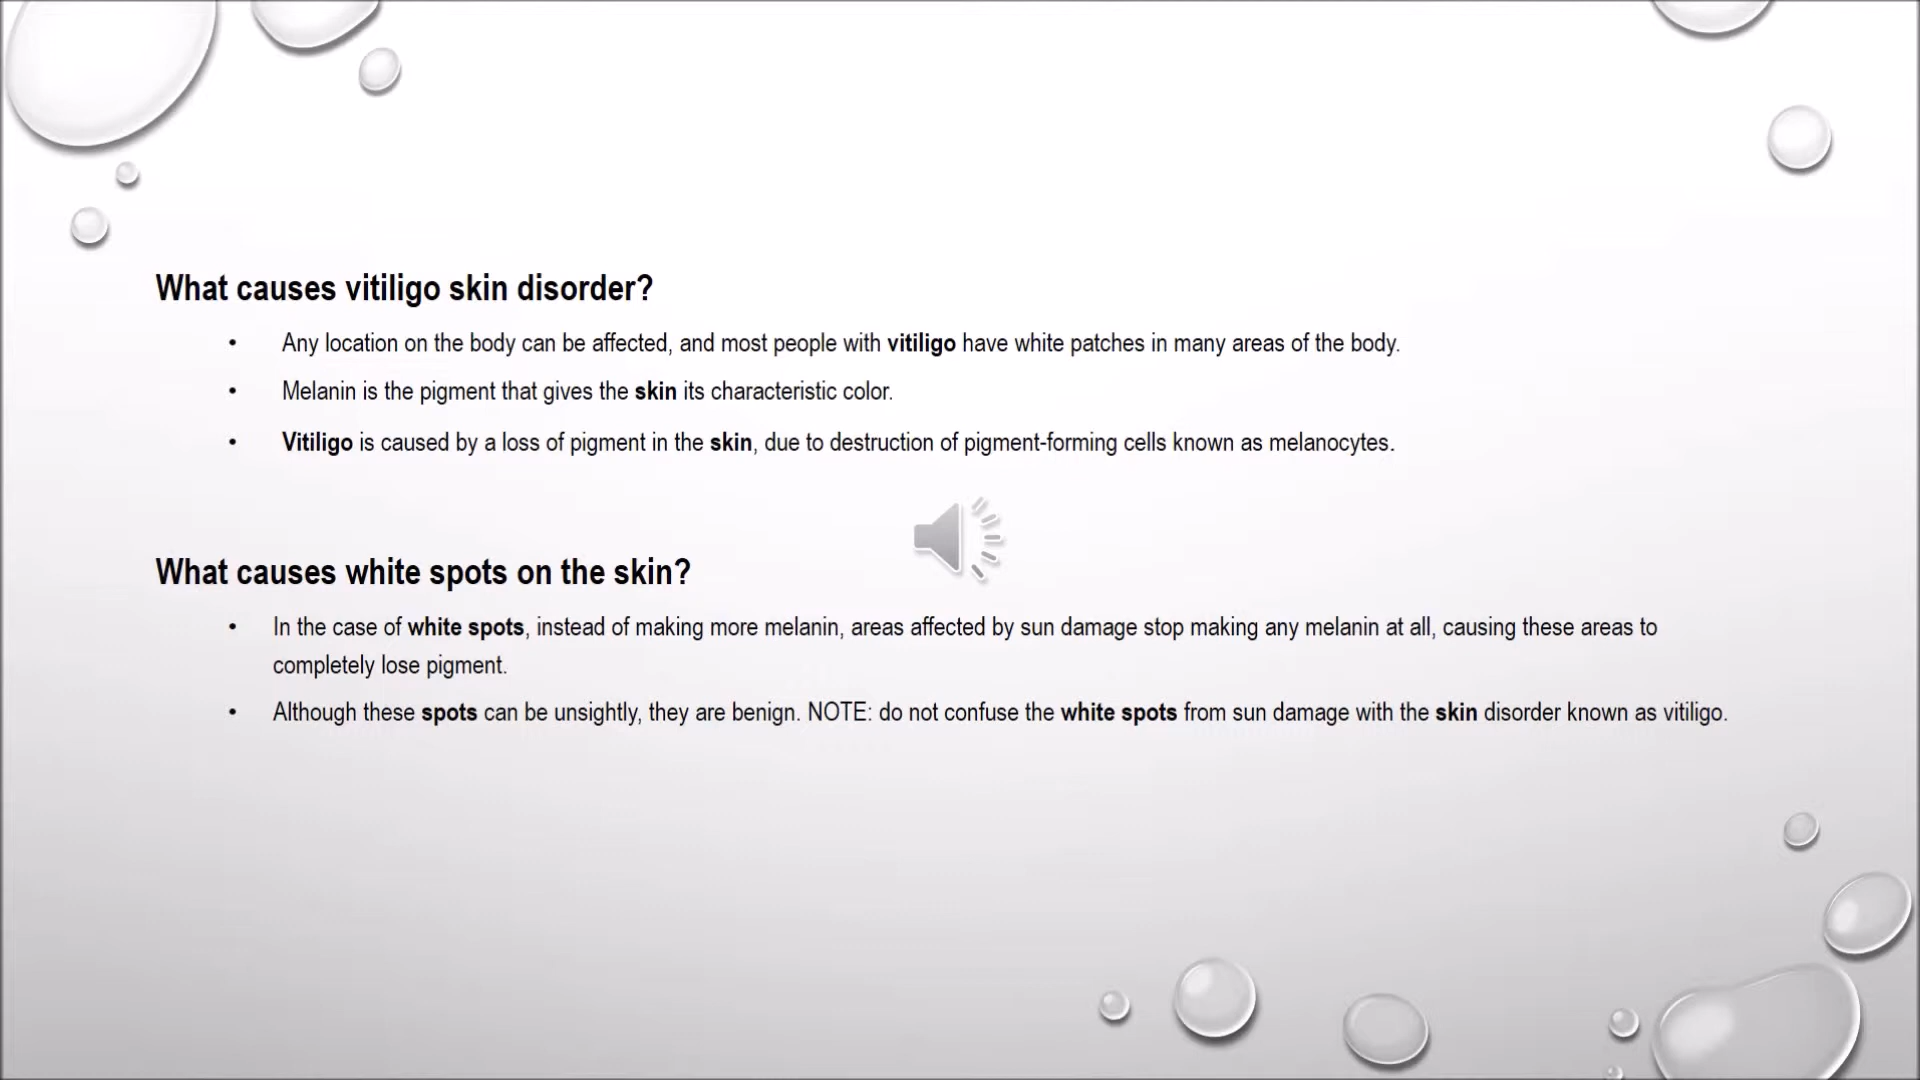 What causes vitiligo skin disorder?
• Any location on the body can be affected, and most people with vitiligo have white patches in many areas of the body.
• Melanin is the pigment that gives the skin its characteristic color.
• Vitiligo is caused by a loss of pigment in the skin, due to destruction of pigment-forming cells known as melanocytes.
What causes white spots on the skin?
• In the case of white spots, instead of making more melanin, areas affected by sun damage stop making any melanin at all, causing these areas to
completely lose pigment.
• Although these spots can be unsightly, they are benign. NOTE: do not confuse the white spots from sun damage with the skin disorder known as vitiligo.